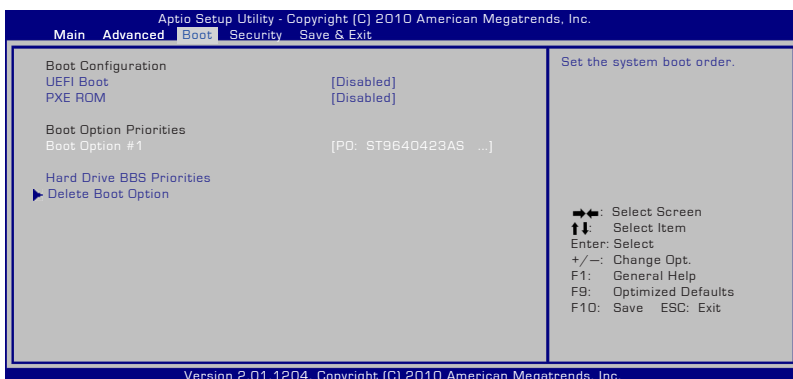 Aptio Setup Utility - Copyright (C) 2010 American Megatrends, Inc.
Main Advanced Boot Security Save & Exit
Boot Configuration
UEFI Boot [Disabled]
PXE ROM [Disabled]
Boot Option Priorities
Boot Option #1 [P0: ST9640423AS ...]
Hard Drive BBS Priorities
Delete Boot Option
Set the system boot order.
: Select Screen
: Select Item
Enter: Select
+/—: Change Opt.
F1: General Help
F9: Optimized Defaults
F10: Save ESC: Exit
Version 2.01.1204. Copyright (C) 2010 American Megatrends, Inc.